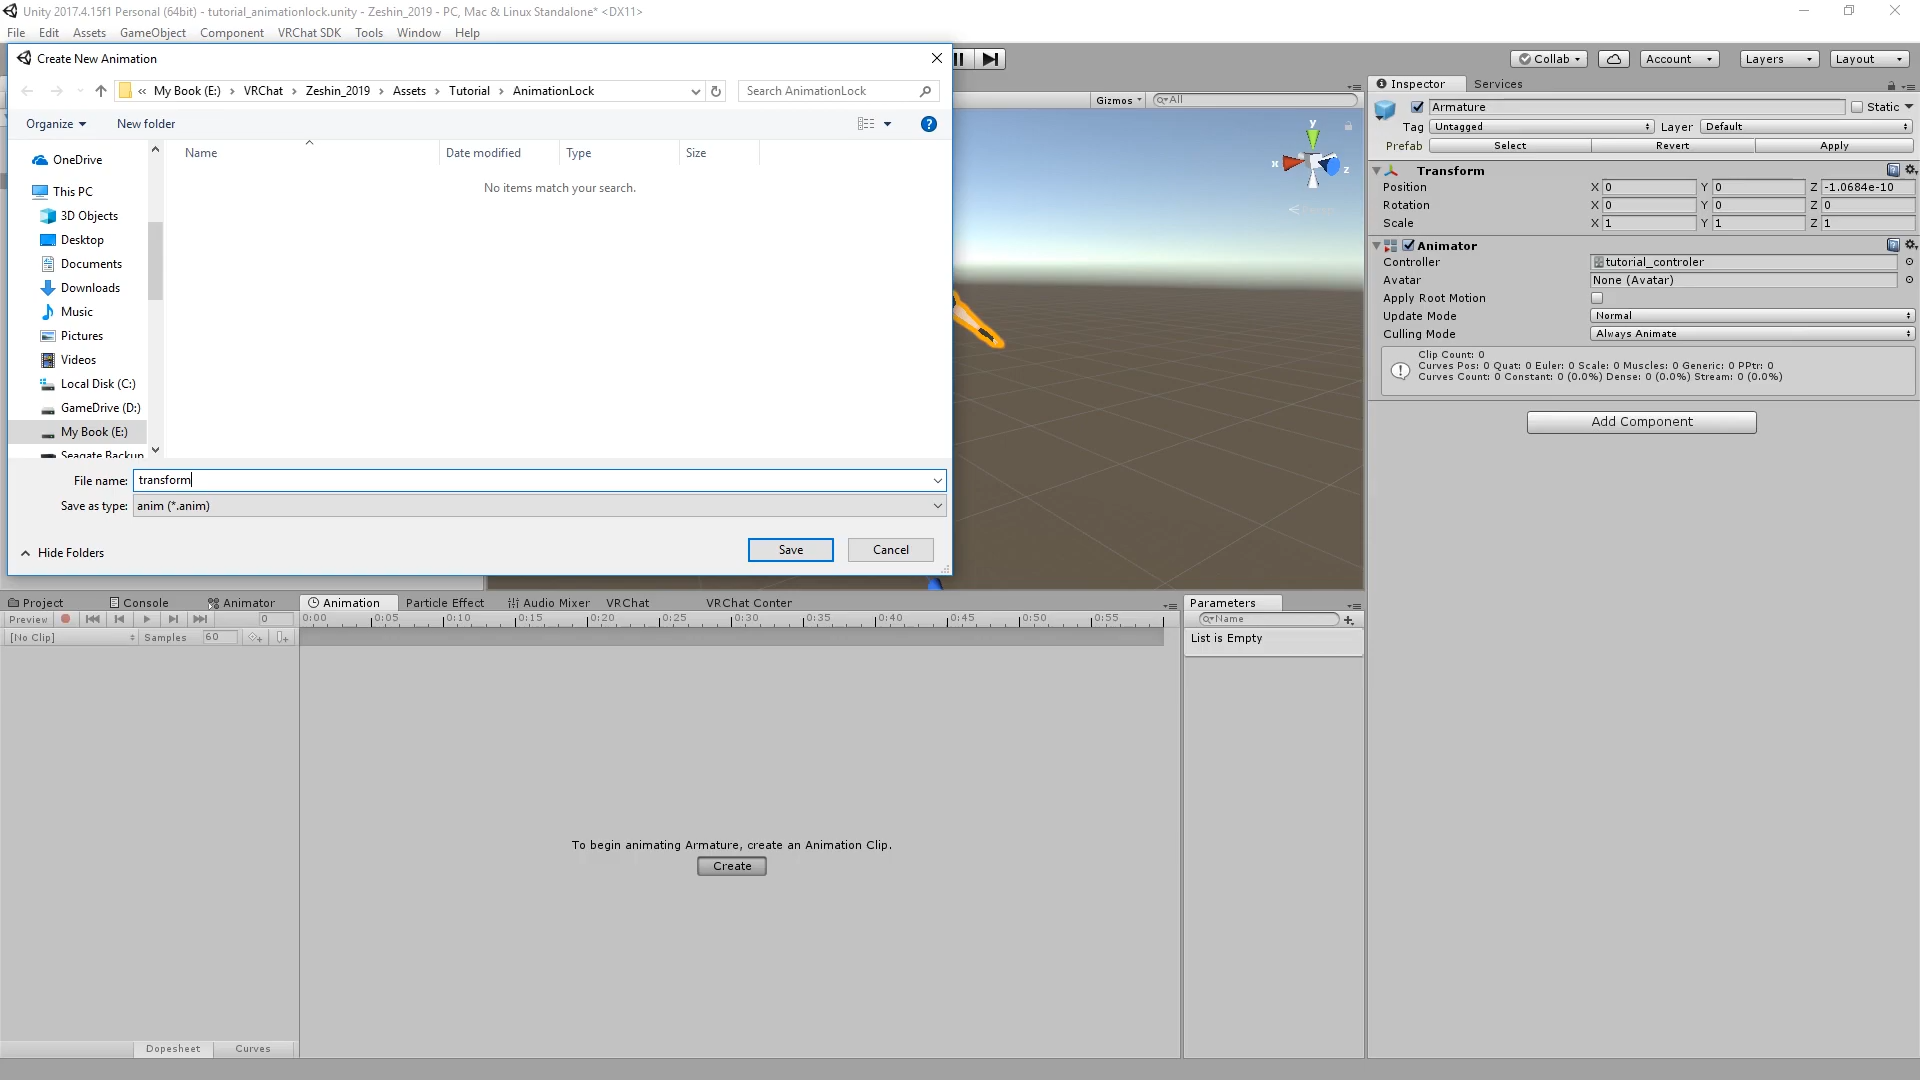 Unity 2017.4.15f1 Personal (64bit) - tutorial_animationlock.unity - Zeshin_2019 - PC, Mac & Linux Standalone* <DX11>
File Edit Assets GameObject Component VRChat SDK Tools Window Help
Create New Animation
« My Book (E:) › VRChat › Zeshin_2019 › Assets › Tutorial › AnimationLock
Search AnimationLock
Organize New folder
Name Date modified Type Size
No items match your search.
OneDrive
This PC
3D Objects
Desktop
Documents
Downloads
Music
Pictures
Videos
Local Disk (C:)
GameDrive (D:)
My Book (E:)
Seagate Backup
File name: transform
Save as type: anim (*.anim)
Hide Folders
Save Cancel
Collab Account Layers Layout
Gizmos All
y
x
z
Inspector Services
Armature Static
Tag Untagged Layer Default
Prefab Select Revert Apply
Transform
Position X 0 Y 0 Z -1.0684e-10
Rotation X 0 Y 0 Z 0
Scale X 1 Y 1 Z 1
Animator
Controller tutorial_controler
Avatar None (Avatar)
Apply Root Motion
Update Mode Normal
Culling Mode Always Animate
Clip Count: 0
Curves Pos: 0 Quat: 0 Euler: 0 Scale: 0 Muscles: 0 Generic: 0 PPtr: 0
Curves Count: 0 Constant: 0 (0.0%) Dense: 0 (0.0%) Stream: 0 (0.0%)
Add Component
Project Console Animator Animation Particle Effect Audio Mixer VRChat VRChat Conter
Preview 0 0:00 0:05 0:10 0:15 0:20 0:25 0:30 0:35 0:40 0:45 0:50 0:55
[No Clip] Samples 60
To begin animating Armature, create an Animation Clip.
Create
Dopesheet Curves
Parameters
Name
List is Empty